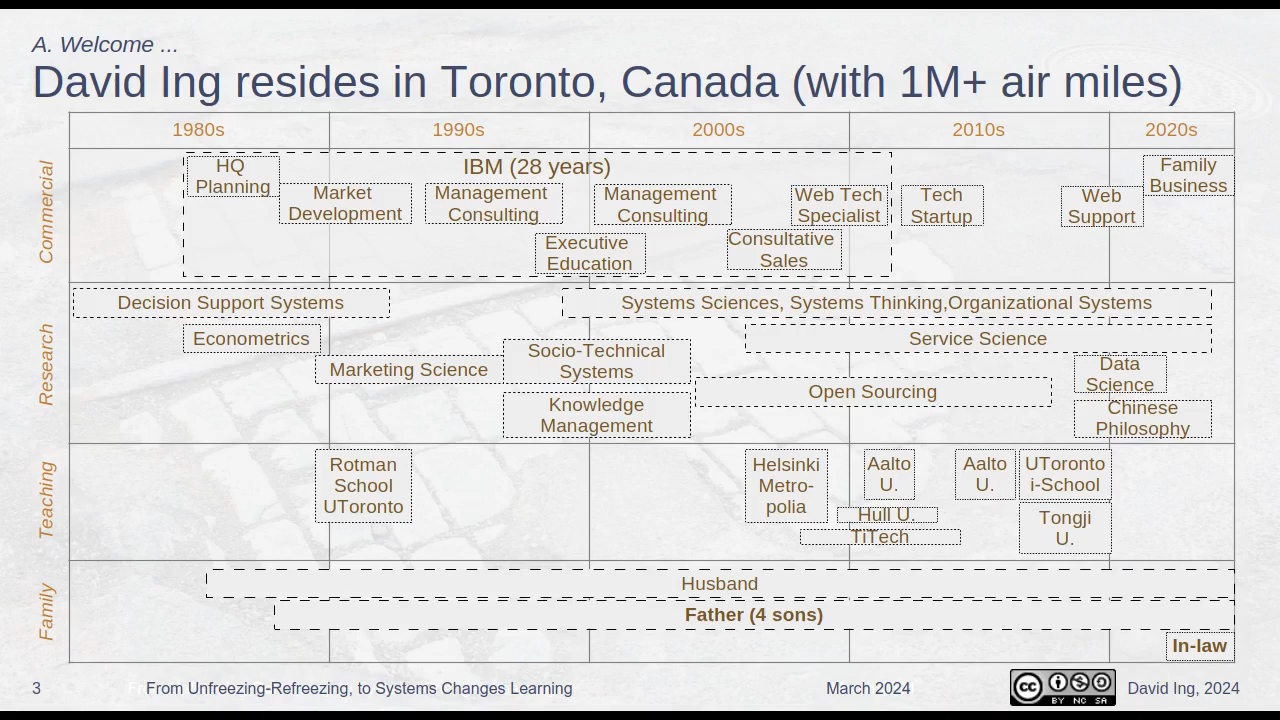 A. Welcome ...
David Ing resides in Toronto, Canada (with 1M+ air miles)
1980s
1990s
2000s
2010s
2020s
Commercial
IBM (28 years)
HQ
Planning
Market
Development
Management
Consulting
Executive
Education
Management
Consulting
Consultative
Sales
Web Tech
Specialist
Tech
Startup
Web
Support
Family
Business
Research
Decision Support Systems
Systems Sciences, Systems Thinking,Organizational Systems
Econometrics
Service Science
Marketing Science
Socio-Technical
Systems
Data
Science
Open Sourcing
Knowledge
Management
Chinese
Philosophy
Teaching
Rotman
School
UToronto
Helsinki
Metro-
polia
Aalto
U.
Aalto
U.
UToronto
i-School
Hull U.
TiTech
Tongji
U.
Family
Husband
Father (4 sons)
In-law
3
From Unfreezing-Refreezing, to Systems Changes Learning
March 2024
cc
BY NC SA
David Ing, 2024